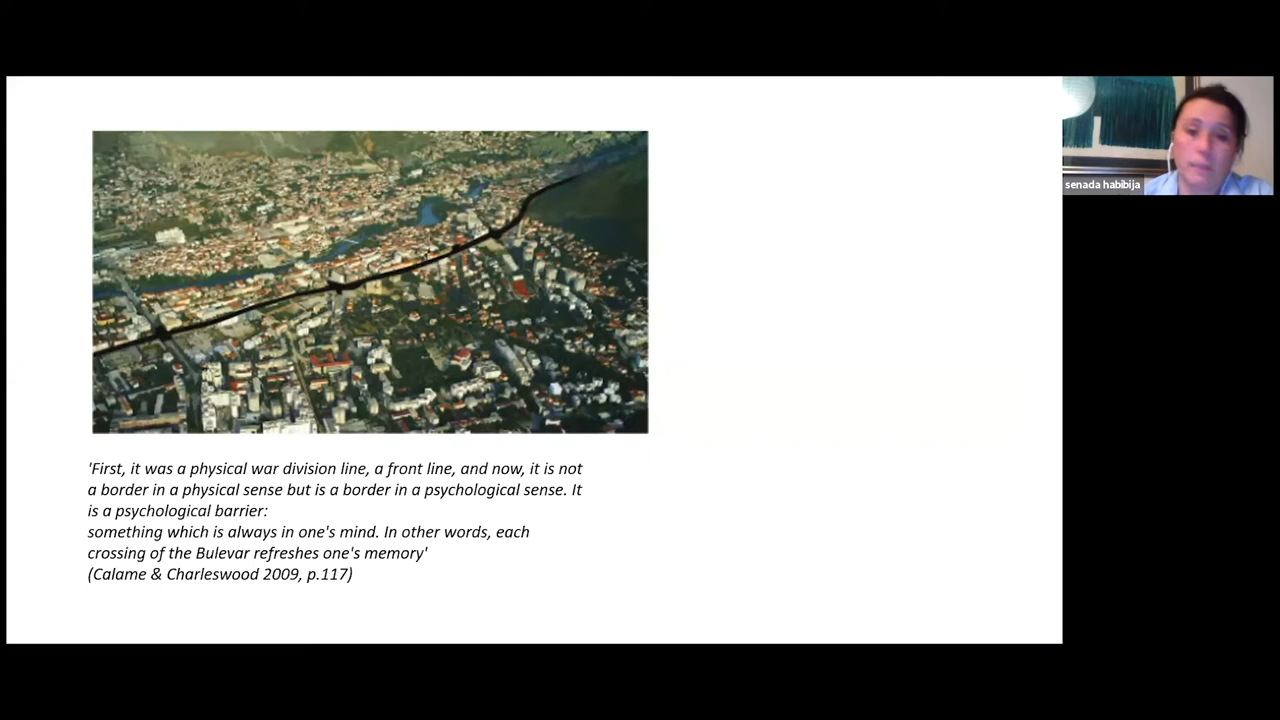 senada habibija
'First, it was a physical war division line, a front line, and now, it is not
a border in a physical sense but is a border in a psychological sense. It
is a psychological barrier:
something which is always in one's mind. In other words, each
crossing of the Bulevar refreshes one's memory'
(Calame & Charleswood 2009, p.117)